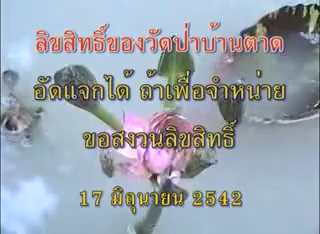 ลิขสิทธิ์ของวัดป่าบ้านตาด
อัดแจกได้ ถ้าเพื่อจำหน่าย
ขอสงวนลิขสิทธิ์
17 มิถุนายน 2542